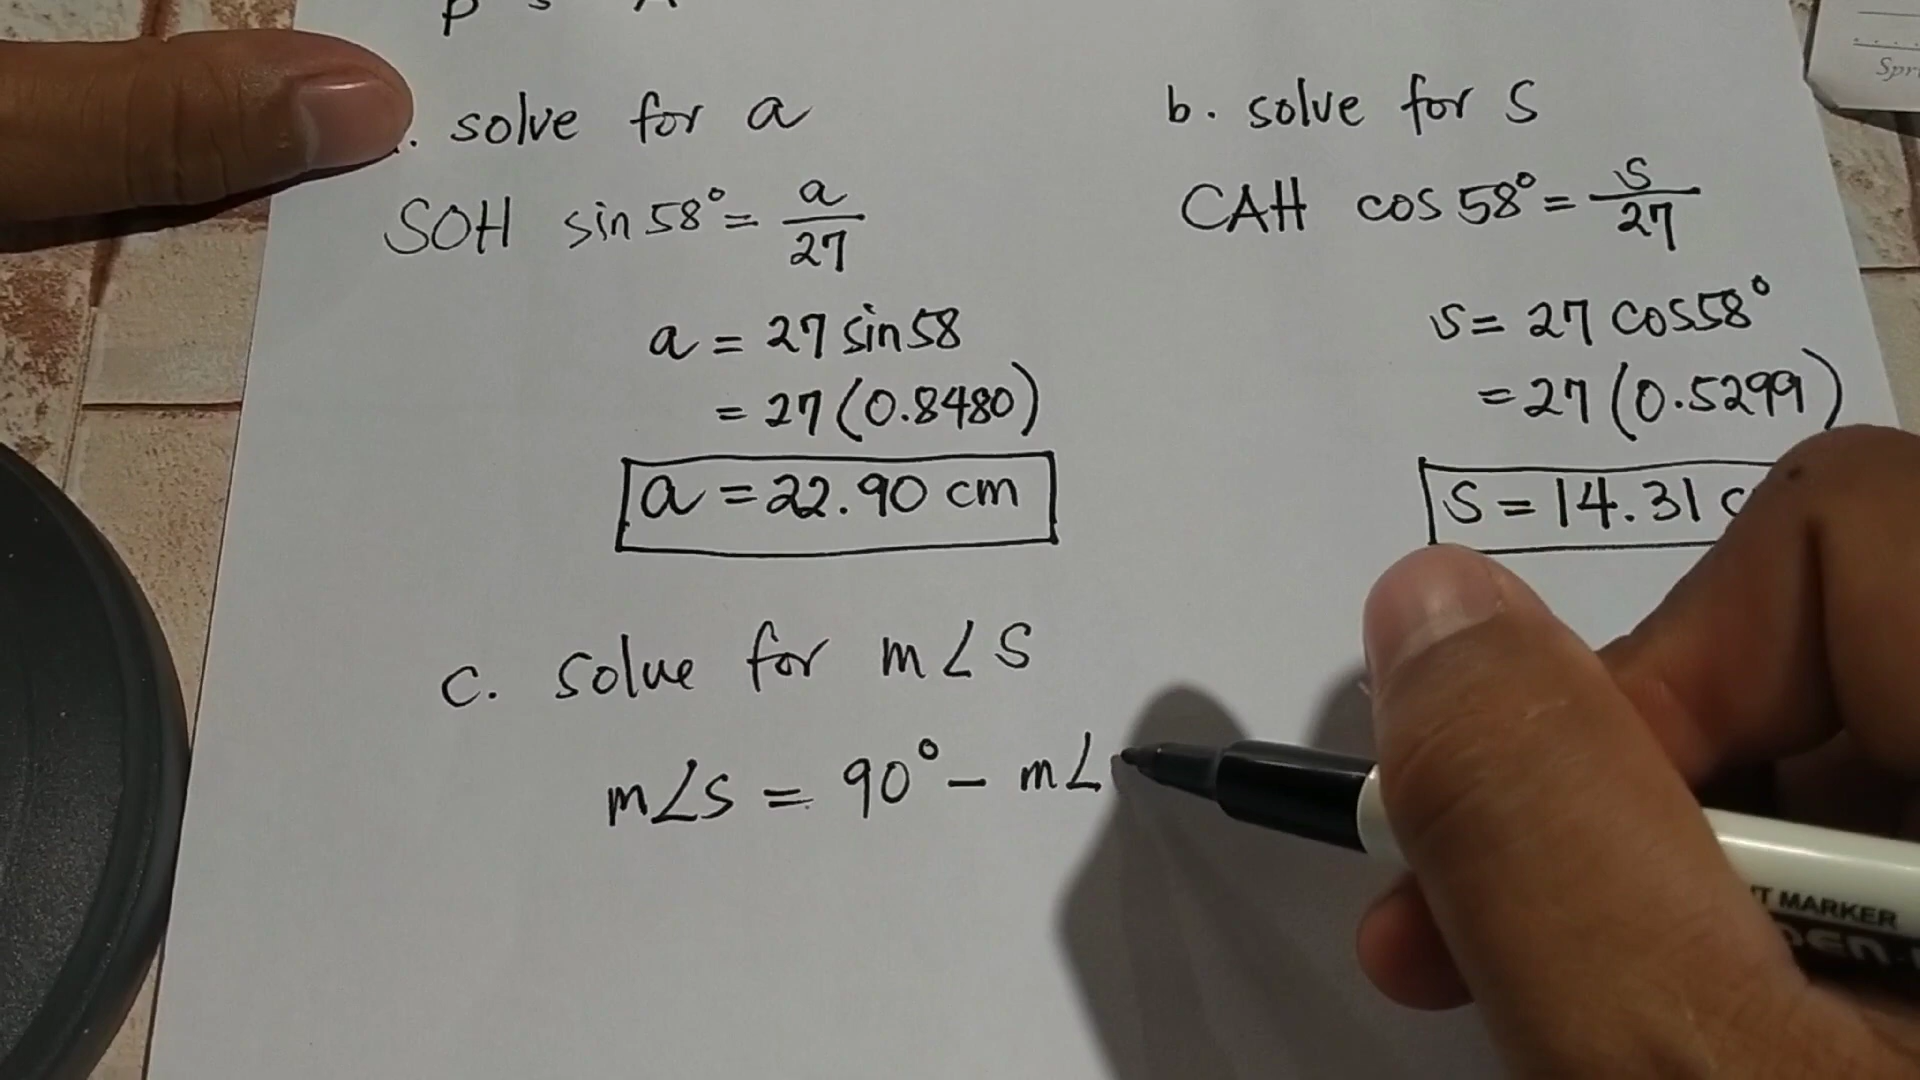 p s
. solve for a
SOH sin 58° = a/27
a = 27 sin 58
= 27 (0.8480)
a = 22.90 cm
b. solve for s
CAH cos 58° = s/27
s = 27 cos 58°
= 27 (0.5299)
s = 14.31 c
c. solve for m∠S
m∠S = 90° - m∠
T MARKER
Spr